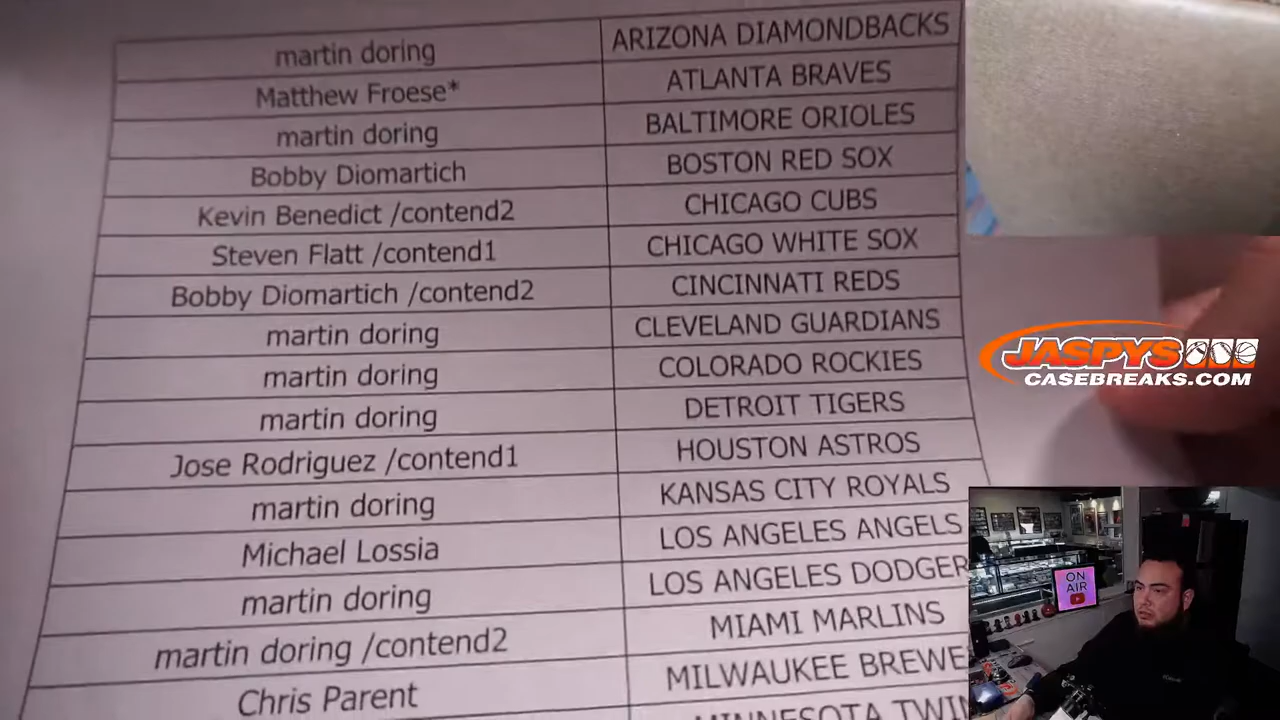 martin doring ARIZONA DIAMONDBACKS
Matthew Froese* ATLANTA BRAVES
martin doring BALTIMORE ORIOLES
Bobby Diomartich BOSTON RED SOX
Kevin Benedict /contend2 CHICAGO CUBS
Steven Flatt /contend1 CHICAGO WHITE SOX
Bobby Diomartich /contend2 CINCINNATI REDS
martin doring CLEVELAND GUARDIANS
martin doring COLORADO ROCKIES
martin doring DETROIT TIGERS
Jose Rodriguez /contend1 HOUSTON ASTROS
martin doring KANSAS CITY ROYALS
Michael Lossia LOS ANGELES ANGELS
martin doring LOS ANGELES DODGER
martin doring /contend2 MIAMI MARLINS
Chris Parent MILWAUKEE BREWE
MINNESOTA TWIN
JASPYS
CASEBREAKS.COM
ON
AIR